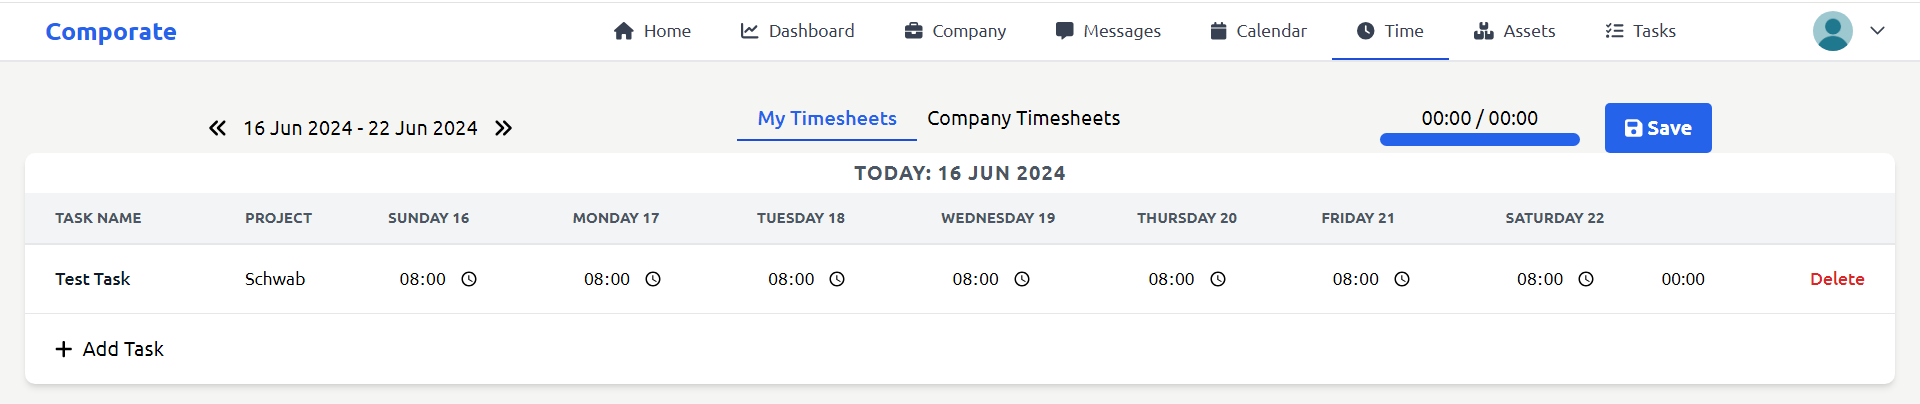 Comporate Home Dashboard Company Messages Calendar Time Assets Tasks
16 Jun 2024 - 22 Jun 2024 My Timesheets Company Timesheets 00:00 / 00:00 Save
TODAY: 16 JUN 2024
TASK NAME PROJECT SUNDAY 16 MONDAY 17 TUESDAY 18 WEDNESDAY 19 THURSDAY 20 FRIDAY 21 SATURDAY 22
Test Task Schwab 08:00 08:00 08:00 08:00 08:00 08:00 08:00 00:00 Delete
+ Add Task